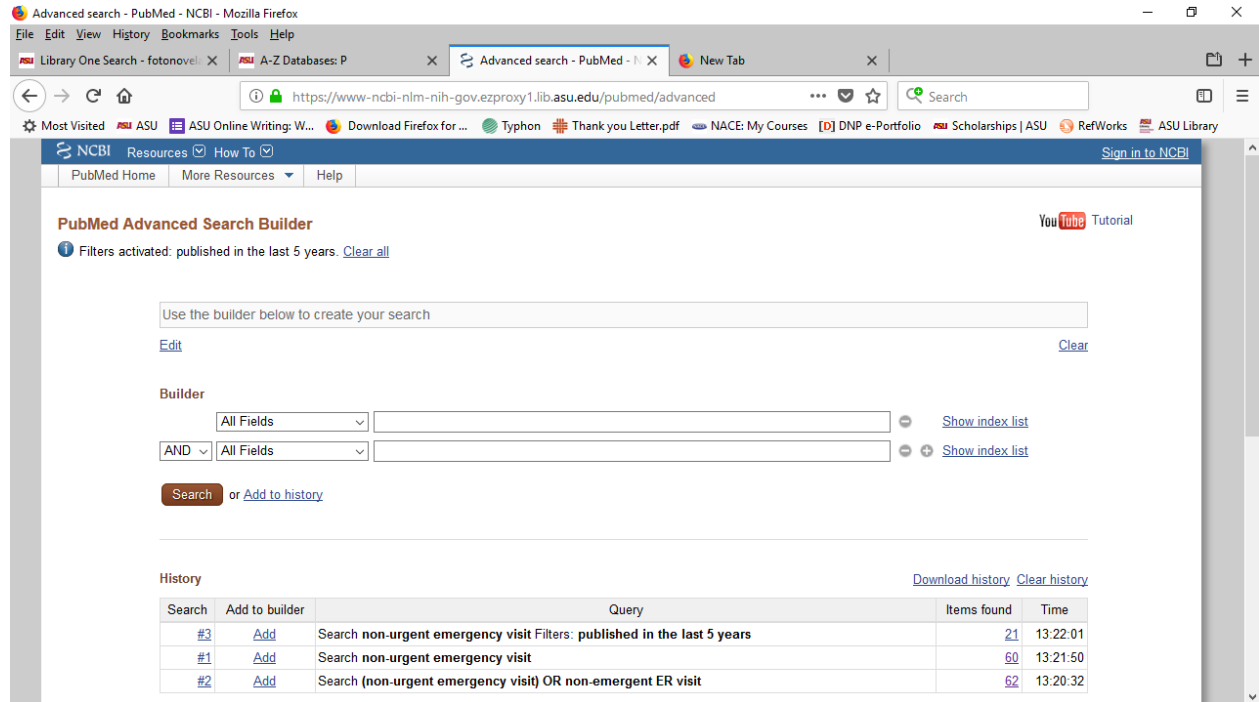 Advanced search - PubMed - NCBI - Mozilla Firefox
File Edit View History Bookmarks Tools Help
ASU Library One Search - fotonovel ASU A-Z Databases: P Advanced search - PubMed - N New Tab
https://www-ncbi-nlm-nih-gov.ezproxy1.lib.asu.edu/pubmed/advanced Search
Most Visited ASU ASU ASU Online Writing: W... Download Firefox for ... Typhon Thank you Letter.pdf NACE: My Courses [D] DNP e-Portfolio ASU Scholarships | ASU RefWorks ASU Library
NCBI Resources How To Sign in to NCBI
PubMed Home More Resources Help
PubMed Advanced Search Builder YouTube Tutorial
Filters activated: published in the last 5 years. Clear all
Use the builder below to create your search
Edit Clear
Builder
All Fields Show index list
AND All Fields Show index list
Search or Add to history
History Download history Clear history
Search Add to builder Query Items found Time
#3 Add Search non-urgent emergency visit Filters: published in the last 5 years 21 13:22:01
#1 Add Search non-urgent emergency visit 60 13:21:50
#2 Add Search (non-urgent emergency visit) OR non-emergent ER visit 62 13:20:32